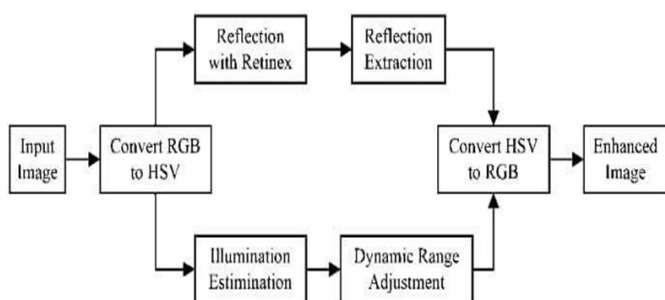 Reflection
with Retinex
Reflection
Extraction
Input
Image
Convert RGB
to HSV
Convert HSV
to RGB
Enhanced
Image
Illumination
Estimination
Dynamic Range
Adjustment